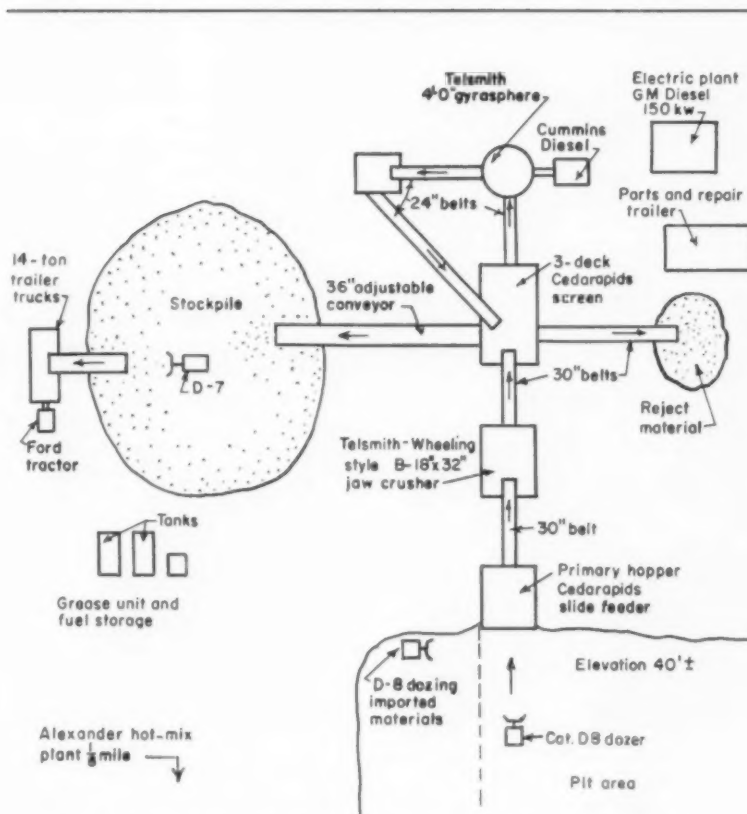 Telsmith
4'0" gyrasphere
Electric plant
GM Diesel
150 kw
Cummins
Diesel
Parts and repair
trailer
24" belts
14-ton
trailer
trucks
Stockpile
36" adjustable
conveyor
3-deck
Cedarapids
screen
D-7
30" belts
Ford
tractor
Reject
material
Telsmith-Wheeling
style B-18"x 32"
jaw crusher
Tanks
30" belt
Grease unit and
fuel storage
Primary hopper
Cedarapids
slide feeder
Elevation 40'±
D-8 dozing
imported
materials
Cat. D8 dozer
Alexander hot-mix
plant 1/8 mile
Pit area